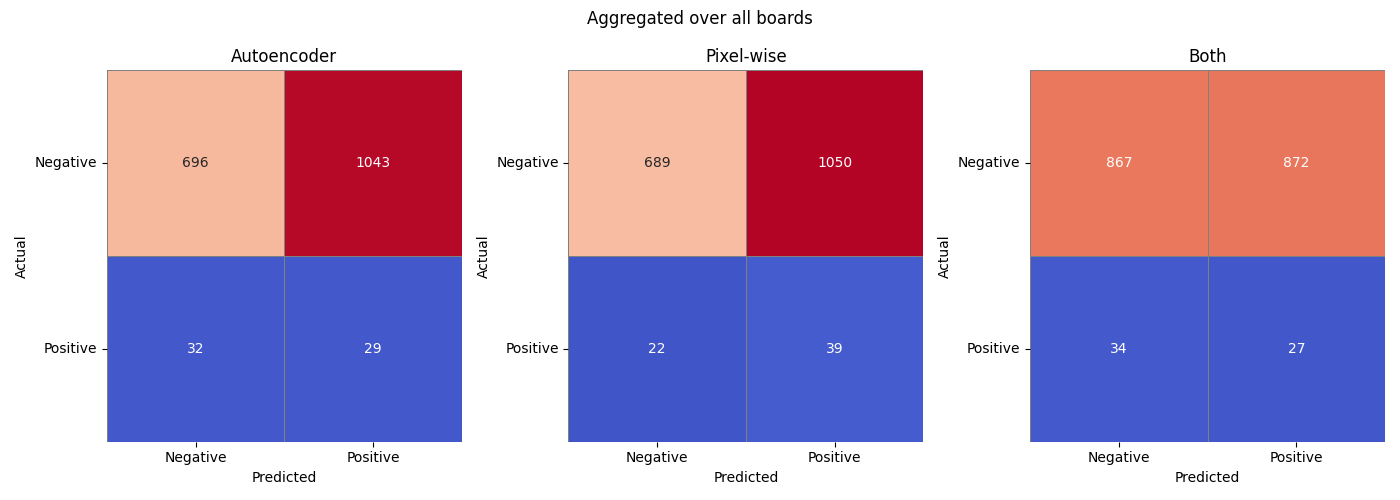 Aggregated over all boards
Autoencoder
Pixel-wise
Both
Negative
696
1043
Negative
689
1050
Negative
867
872
Actual
Actual
Actual
Positive
32
29
Positive
22
39
Positive
34
27
Negative
Positive
Negative
Positive
Negative
Positive
Predicted
Predicted
Predicted